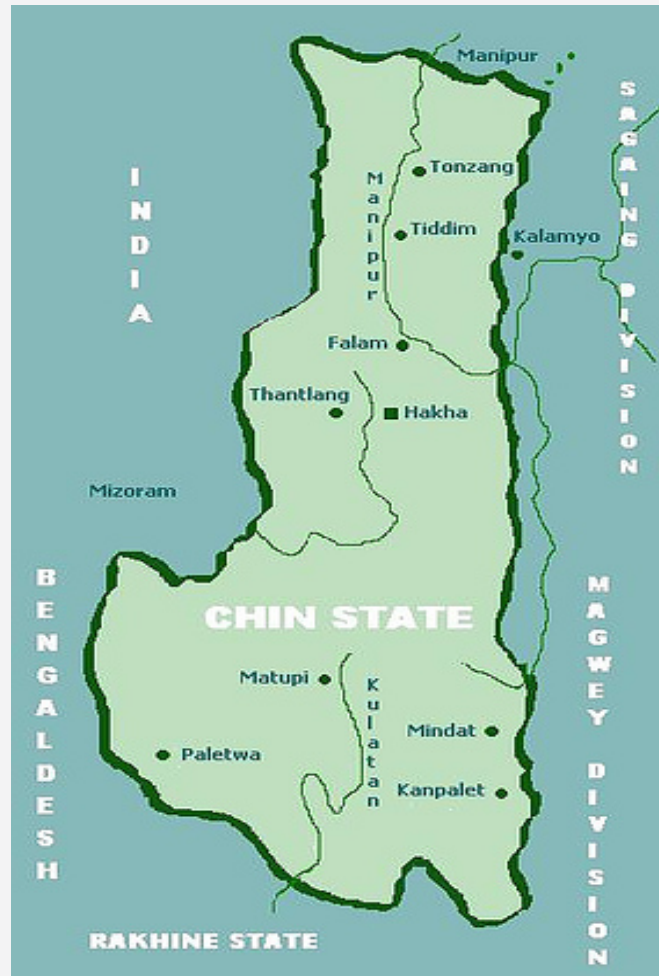 Manipur
SAGAING DIVISION
INDIA
Tonzang
Manipur
Tiddim
Kalamyo
Falam
Thantlang
Hakha
Mizoram
BENGALDESH
MAGWEY DIVISION
CHIN STATE
Matupi
Kulatan
Mindat
Paletwa
Kanpalet
RAKHINE STATE